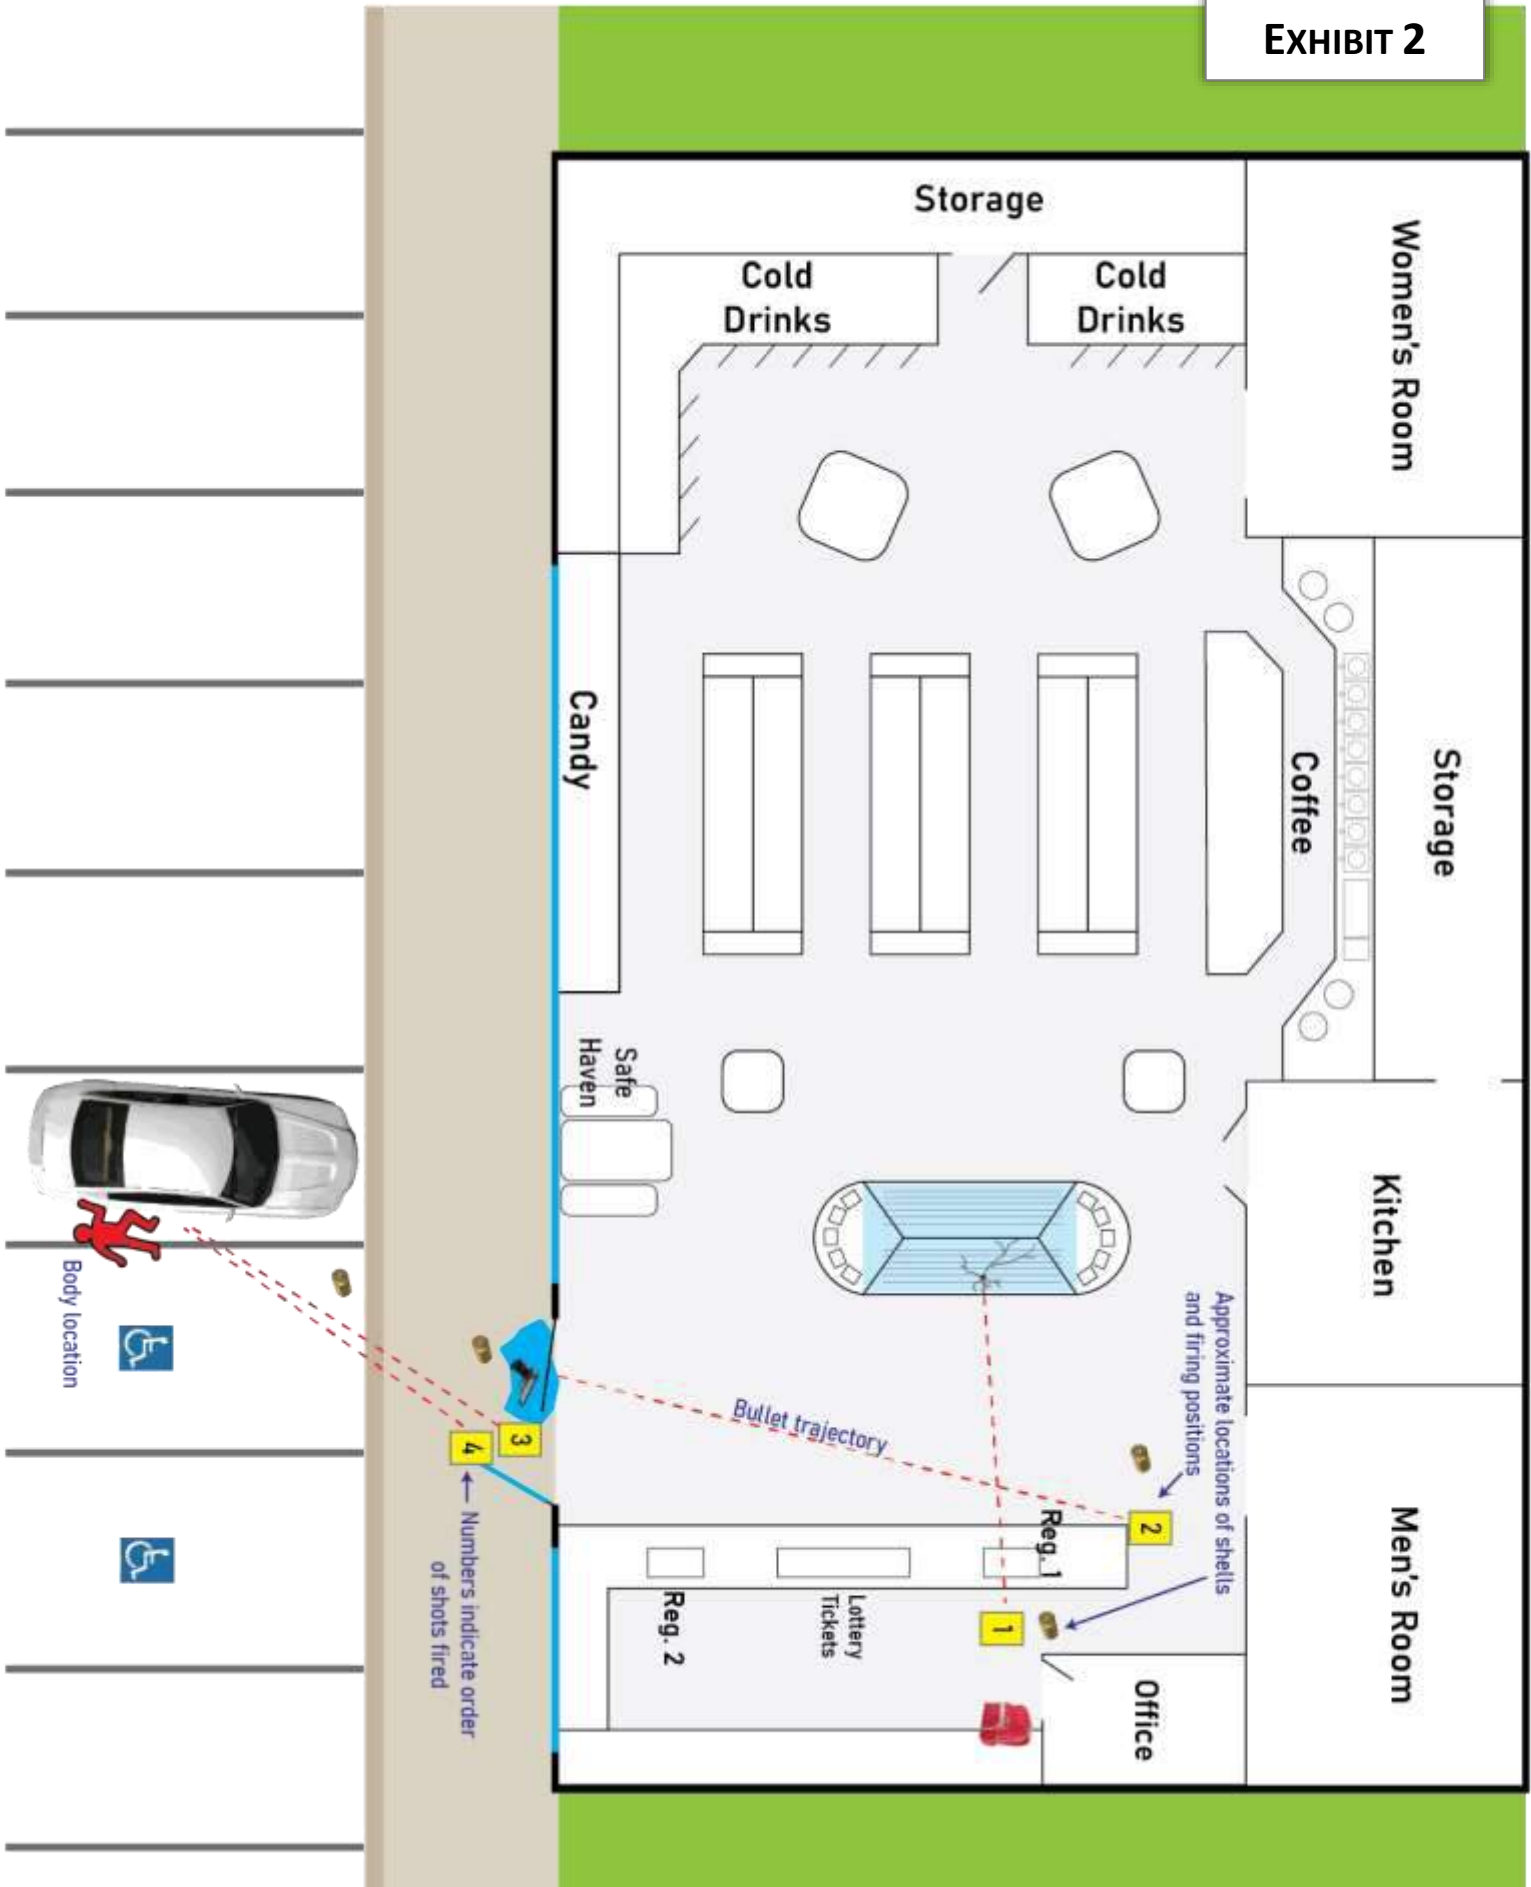 EXHIBIT 2
Storage
Cold
Drinks
Cold
Drinks
Women's Room
Candy
Coffee
Storage
Safe
Haven
Kitchen
Body location
Bullet trajectory
Approximate locations of shells
and firing positions
3
4
2
1
Numbers indicate order
of shots fired
Reg. 1
Lottery
Tickets
Reg. 2
Office
Men's Room